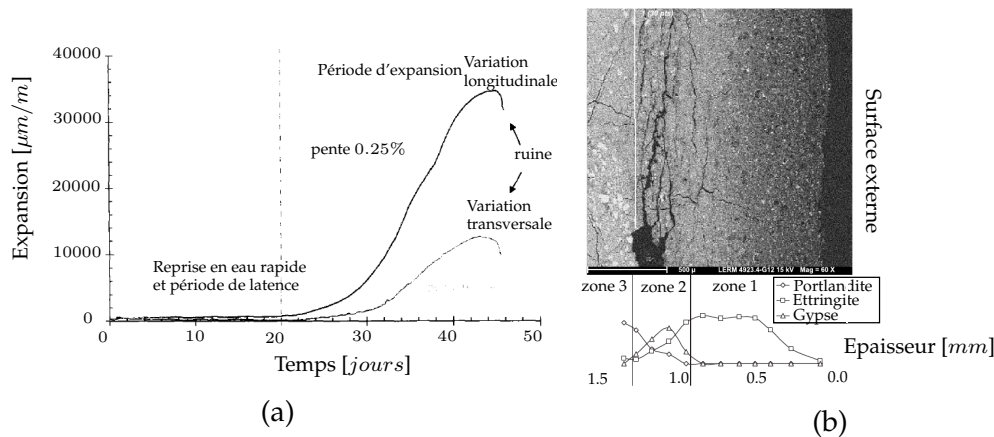 40000
30000
20000
10000
0
0
10
20
30
40
50
Expansion [μm/m]
Temps [jours]
Période d'expansion
Variation
longitudinale
pente 0.25%
ruine
Variation
transversale
Reprise en eau rapide
et période de latence
(a)
500 µ
LERM 4923.4-G12 15 kV Mag = 60 X
Surface externe
zone 3
zone 2
zone 1
Portlandite
Ettringite
Gypse
Epaisseur [mm]
1.5
1.0
0.5
0.0
(b)